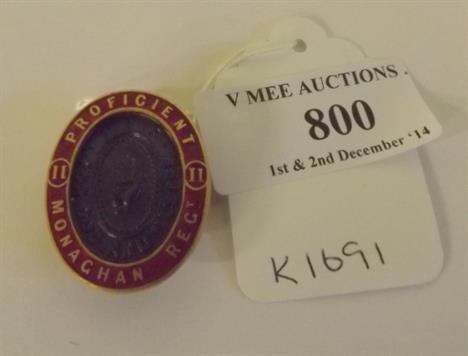 PROFICIENT
II II
MONAGHAN REGT
V MEE AUCTIONS .
800
1st & 2nd December '14
K1691